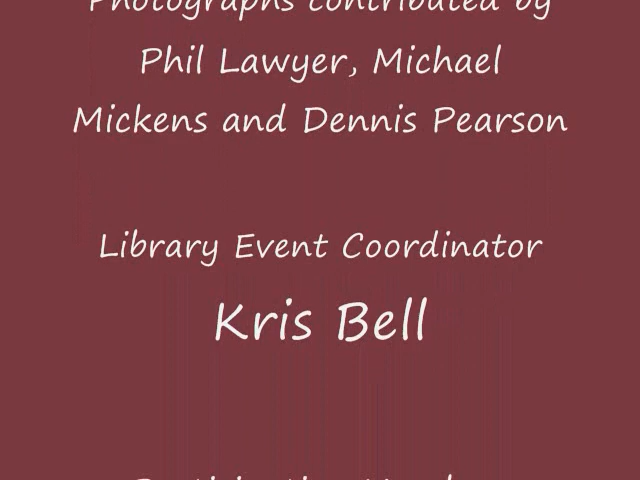 Photographs contributed by
Phil Lawyer, Michael
Mickens and Dennis Pearson
Library Event Coordinator
Kris Bell